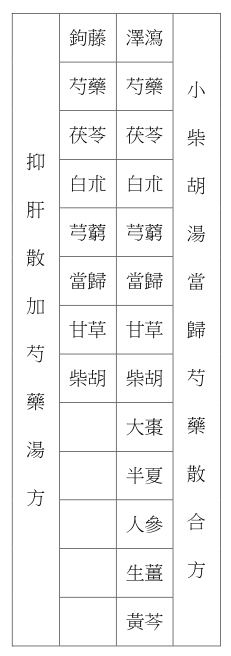 小柴胡湯當歸芍藥散合方
澤瀉
芍藥
茯苓
白朮
芎藭
當歸
甘草
柴胡
大棗
半夏
人參
生薑
黃芩
鉤藤
芍藥
茯苓
白朮
芎藭
當歸
甘草
柴胡
抑肝散加芍藥湯方